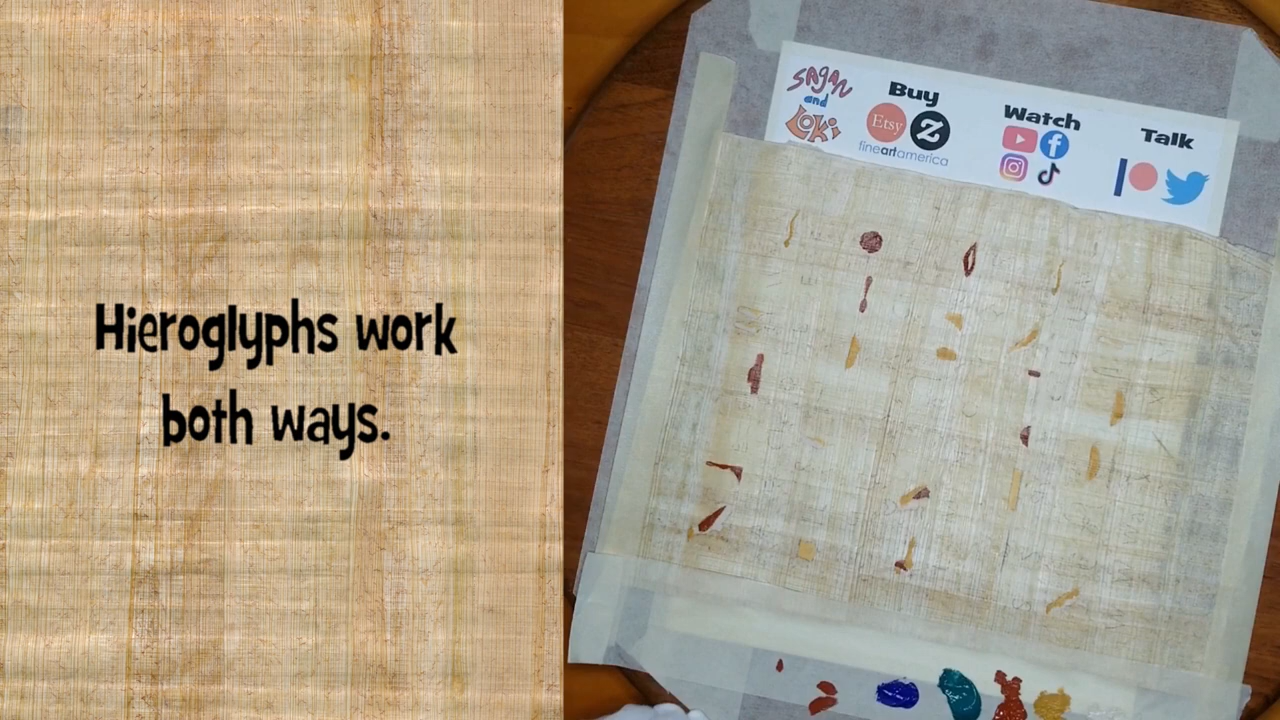 Hieroglyphs work
both ways.
SAGAN
and
LOKI
Buy
Etsy
Z
fineartamerica
Watch
Talk